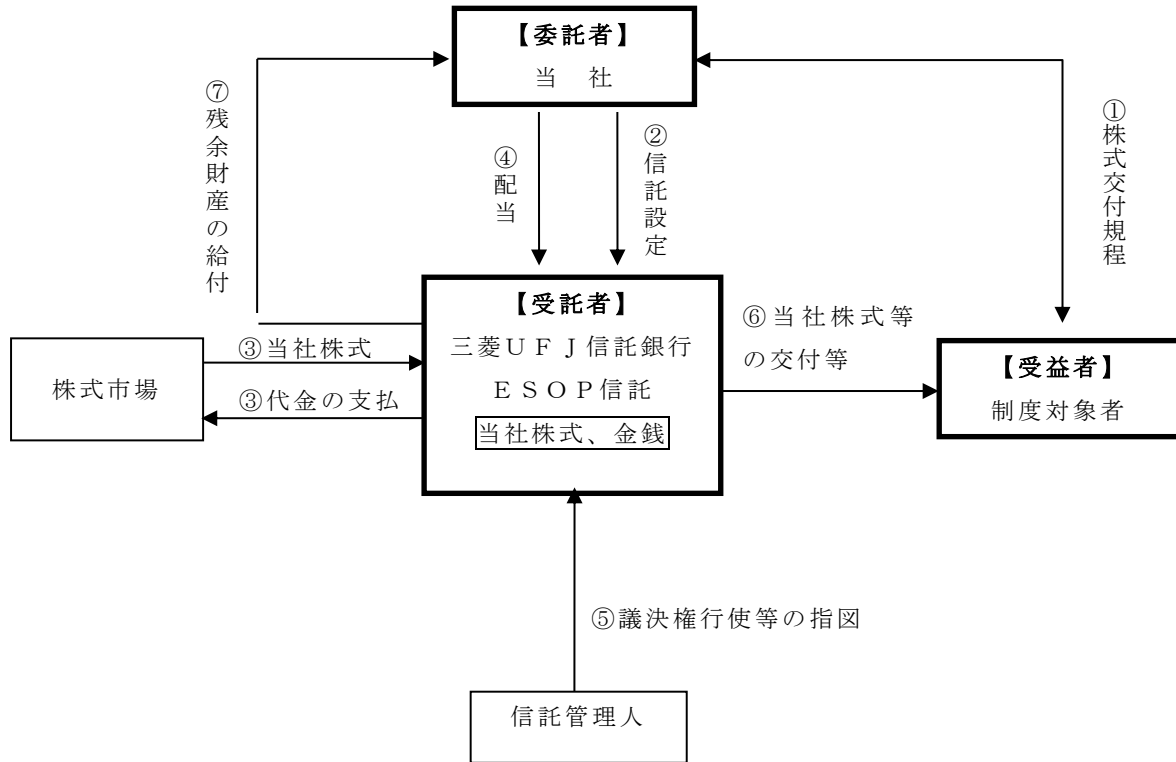 【委託者】
当　社
⑦残余財産の給付
④配当
②信託設定
①株式交付規程
【受託者】
三菱ＵＦＪ信託銀行
ＥＳＯＰ信託
当社株式、金銭
③当社株式
③代金の支払
株式市場
⑥当社株式等
の交付等
【受益者】
制度対象者
⑤議決権行使等の指図
信託管理人